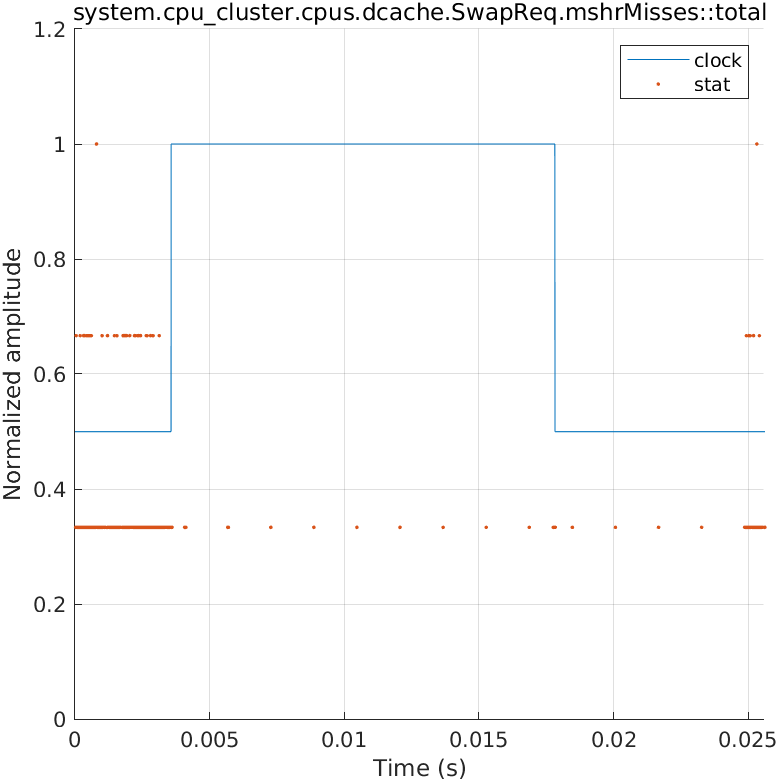 system.cpu_cluster.cpus.dcache.SwapReq.mshrMisses::total
1.2
1
0.8
0.6
0.4
0.2
0
Normalized amplitude
clock
stat
0 0.005 0.01 0.015 0.02 0.025
Time (s)